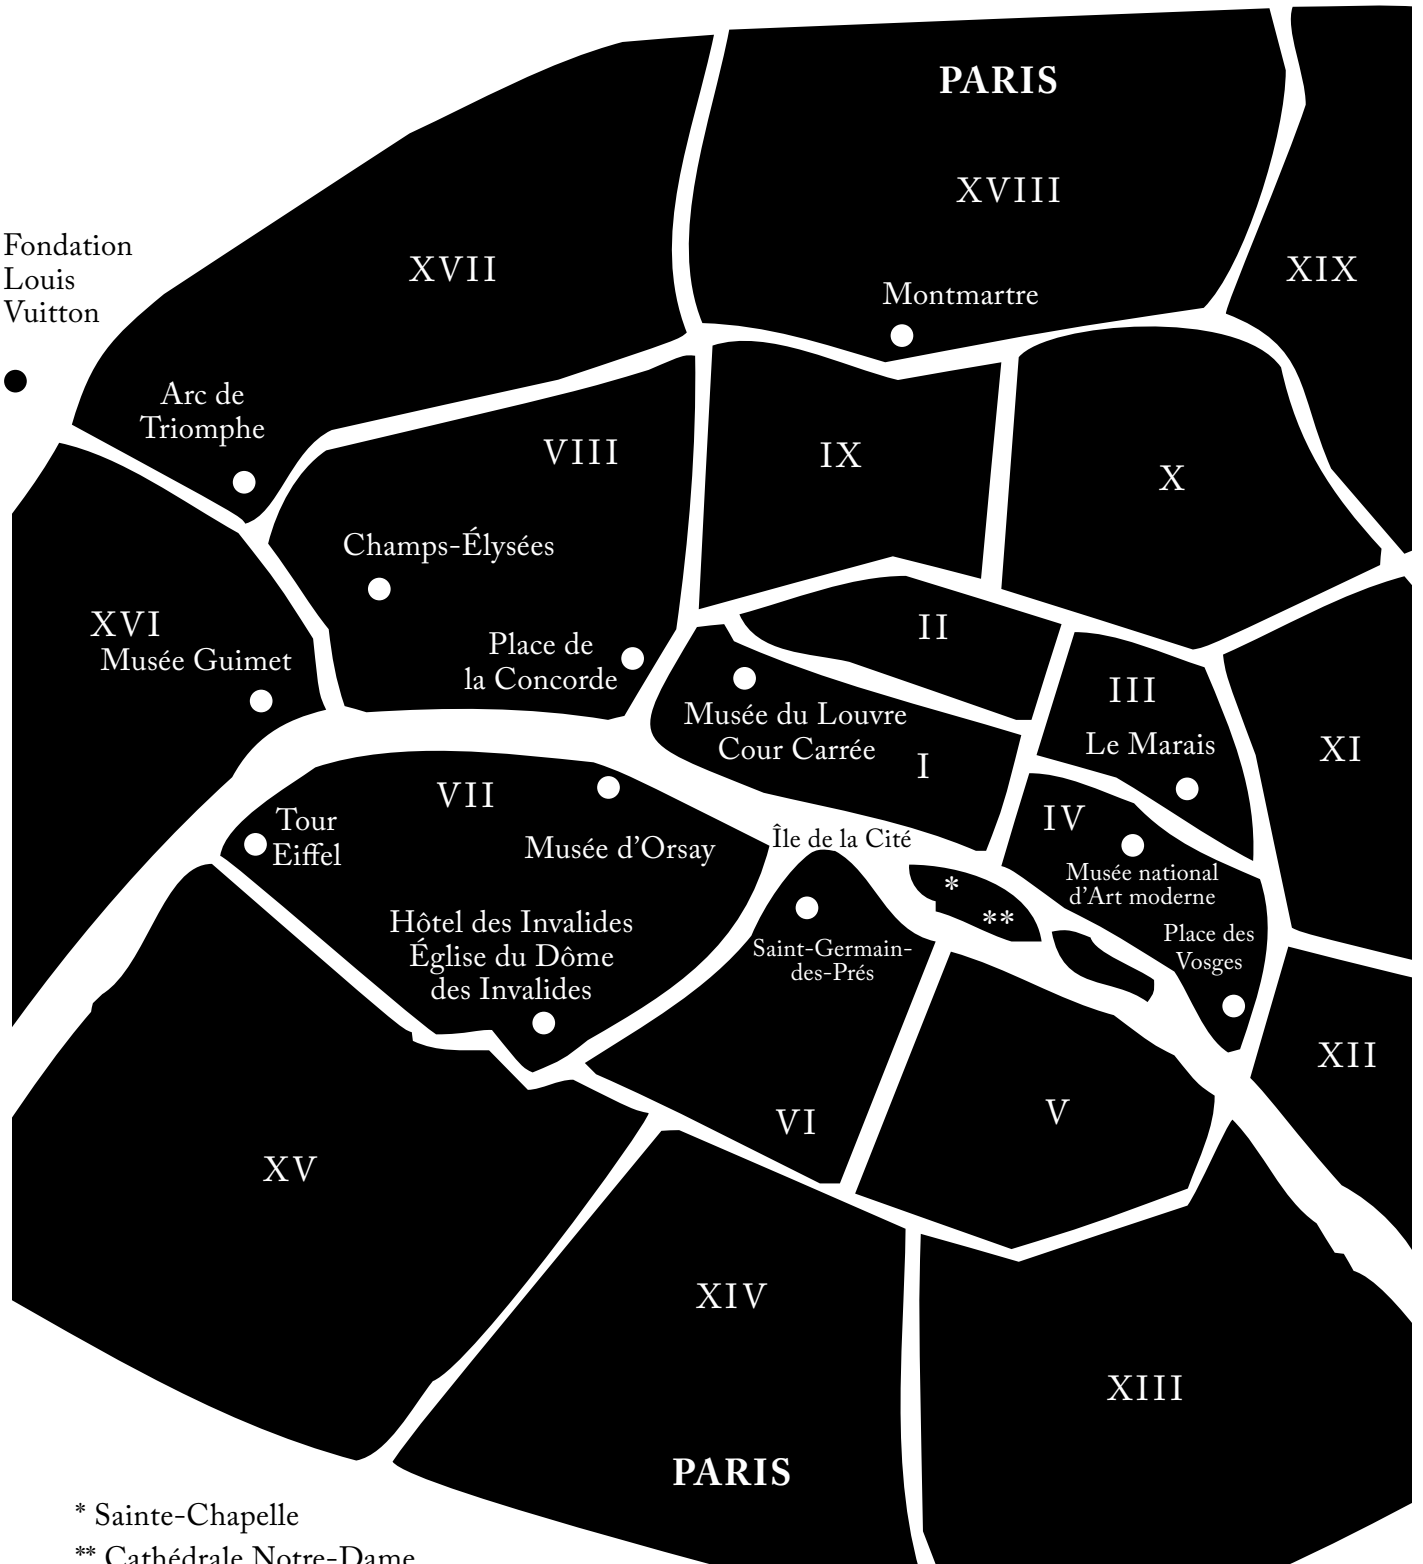 PARIS
XVIII
Fondation
Louis
Vuitton
XVII
XIX
Montmartre
Arc de
Triomphe
VIII
IX
X
Champs-Élysées
XVI
Musée Guimet
Place de
la Concorde
II
III
Musée du Louvre
Cour Carrée
I
Le Marais
XI
VII
Tour
Eiffel
Musée d’Orsay
Île de la Cité
IV
Musée national
d’Art moderne
*
**
Hôtel des Invalides
Église du Dôme
des Invalides
Saint-Germain-
des-Prés
Place des
Vosges
XII
VI
V
XV
XIV
XIII
PARIS
* Sainte-Chapelle
** Cathédrale Notre-Dame